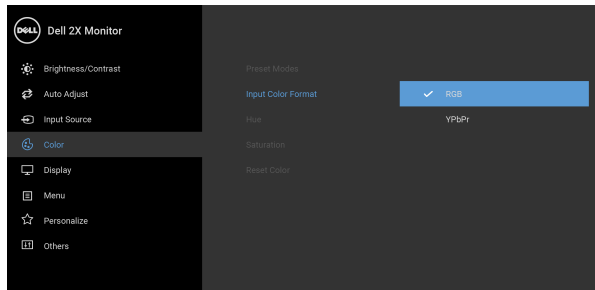 DELL Dell 2X Monitor
Brightness/Contrast
Auto Adjust
Input Source
Color
Display
Menu
Personalize
Others
Preset Modes
Input Color Format
Hue
Saturation
Reset Color
RGB
YPbPr